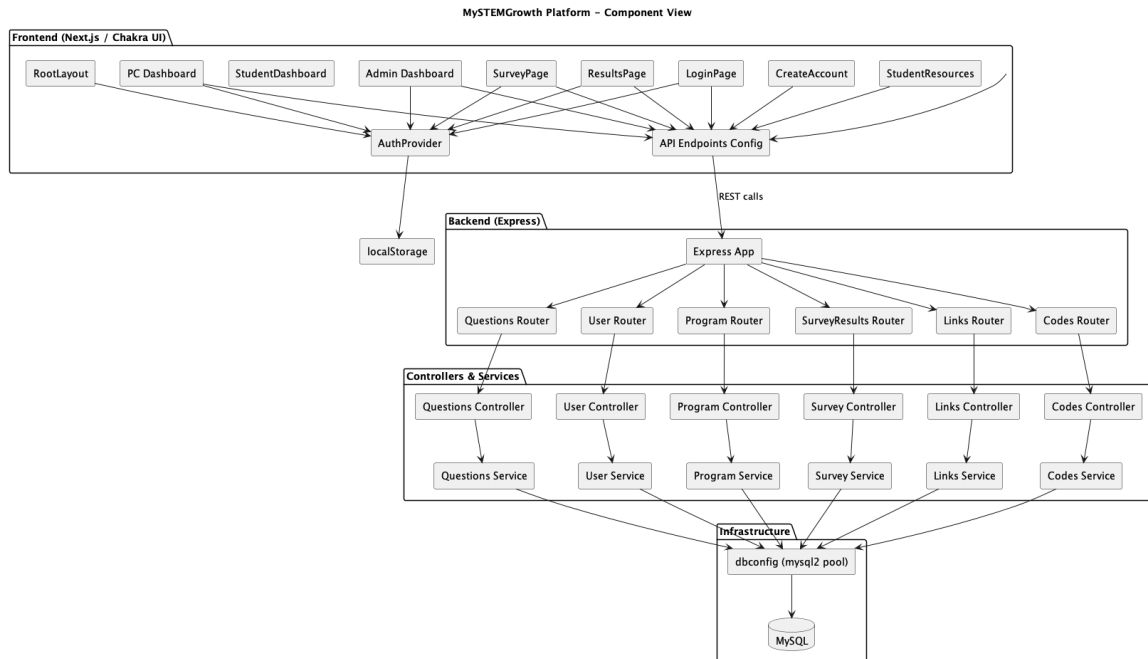 MySTEMGrowth Platform - Component View
Frontend (Next.js / Chakra UI)
RootLayout
PC Dashboard
StudentDashboard
Admin Dashboard
SurveyPage
ResultsPage
LoginPage
CreateAccount
StudentResources
AuthProvider
API Endpoints Config
REST calls
localStorage
Backend (Express)
Express App
Questions Router
User Router
Program Router
SurveyResults Router
Links Router
Codes Router
Controllers & Services
Questions Controller
User Controller
Program Controller
Survey Controller
Links Controller
Codes Controller
Questions Service
User Service
Program Service
Survey Service
Links Service
Codes Service
Infrastructure
dbconfig (mysql2 pool)
MySQL